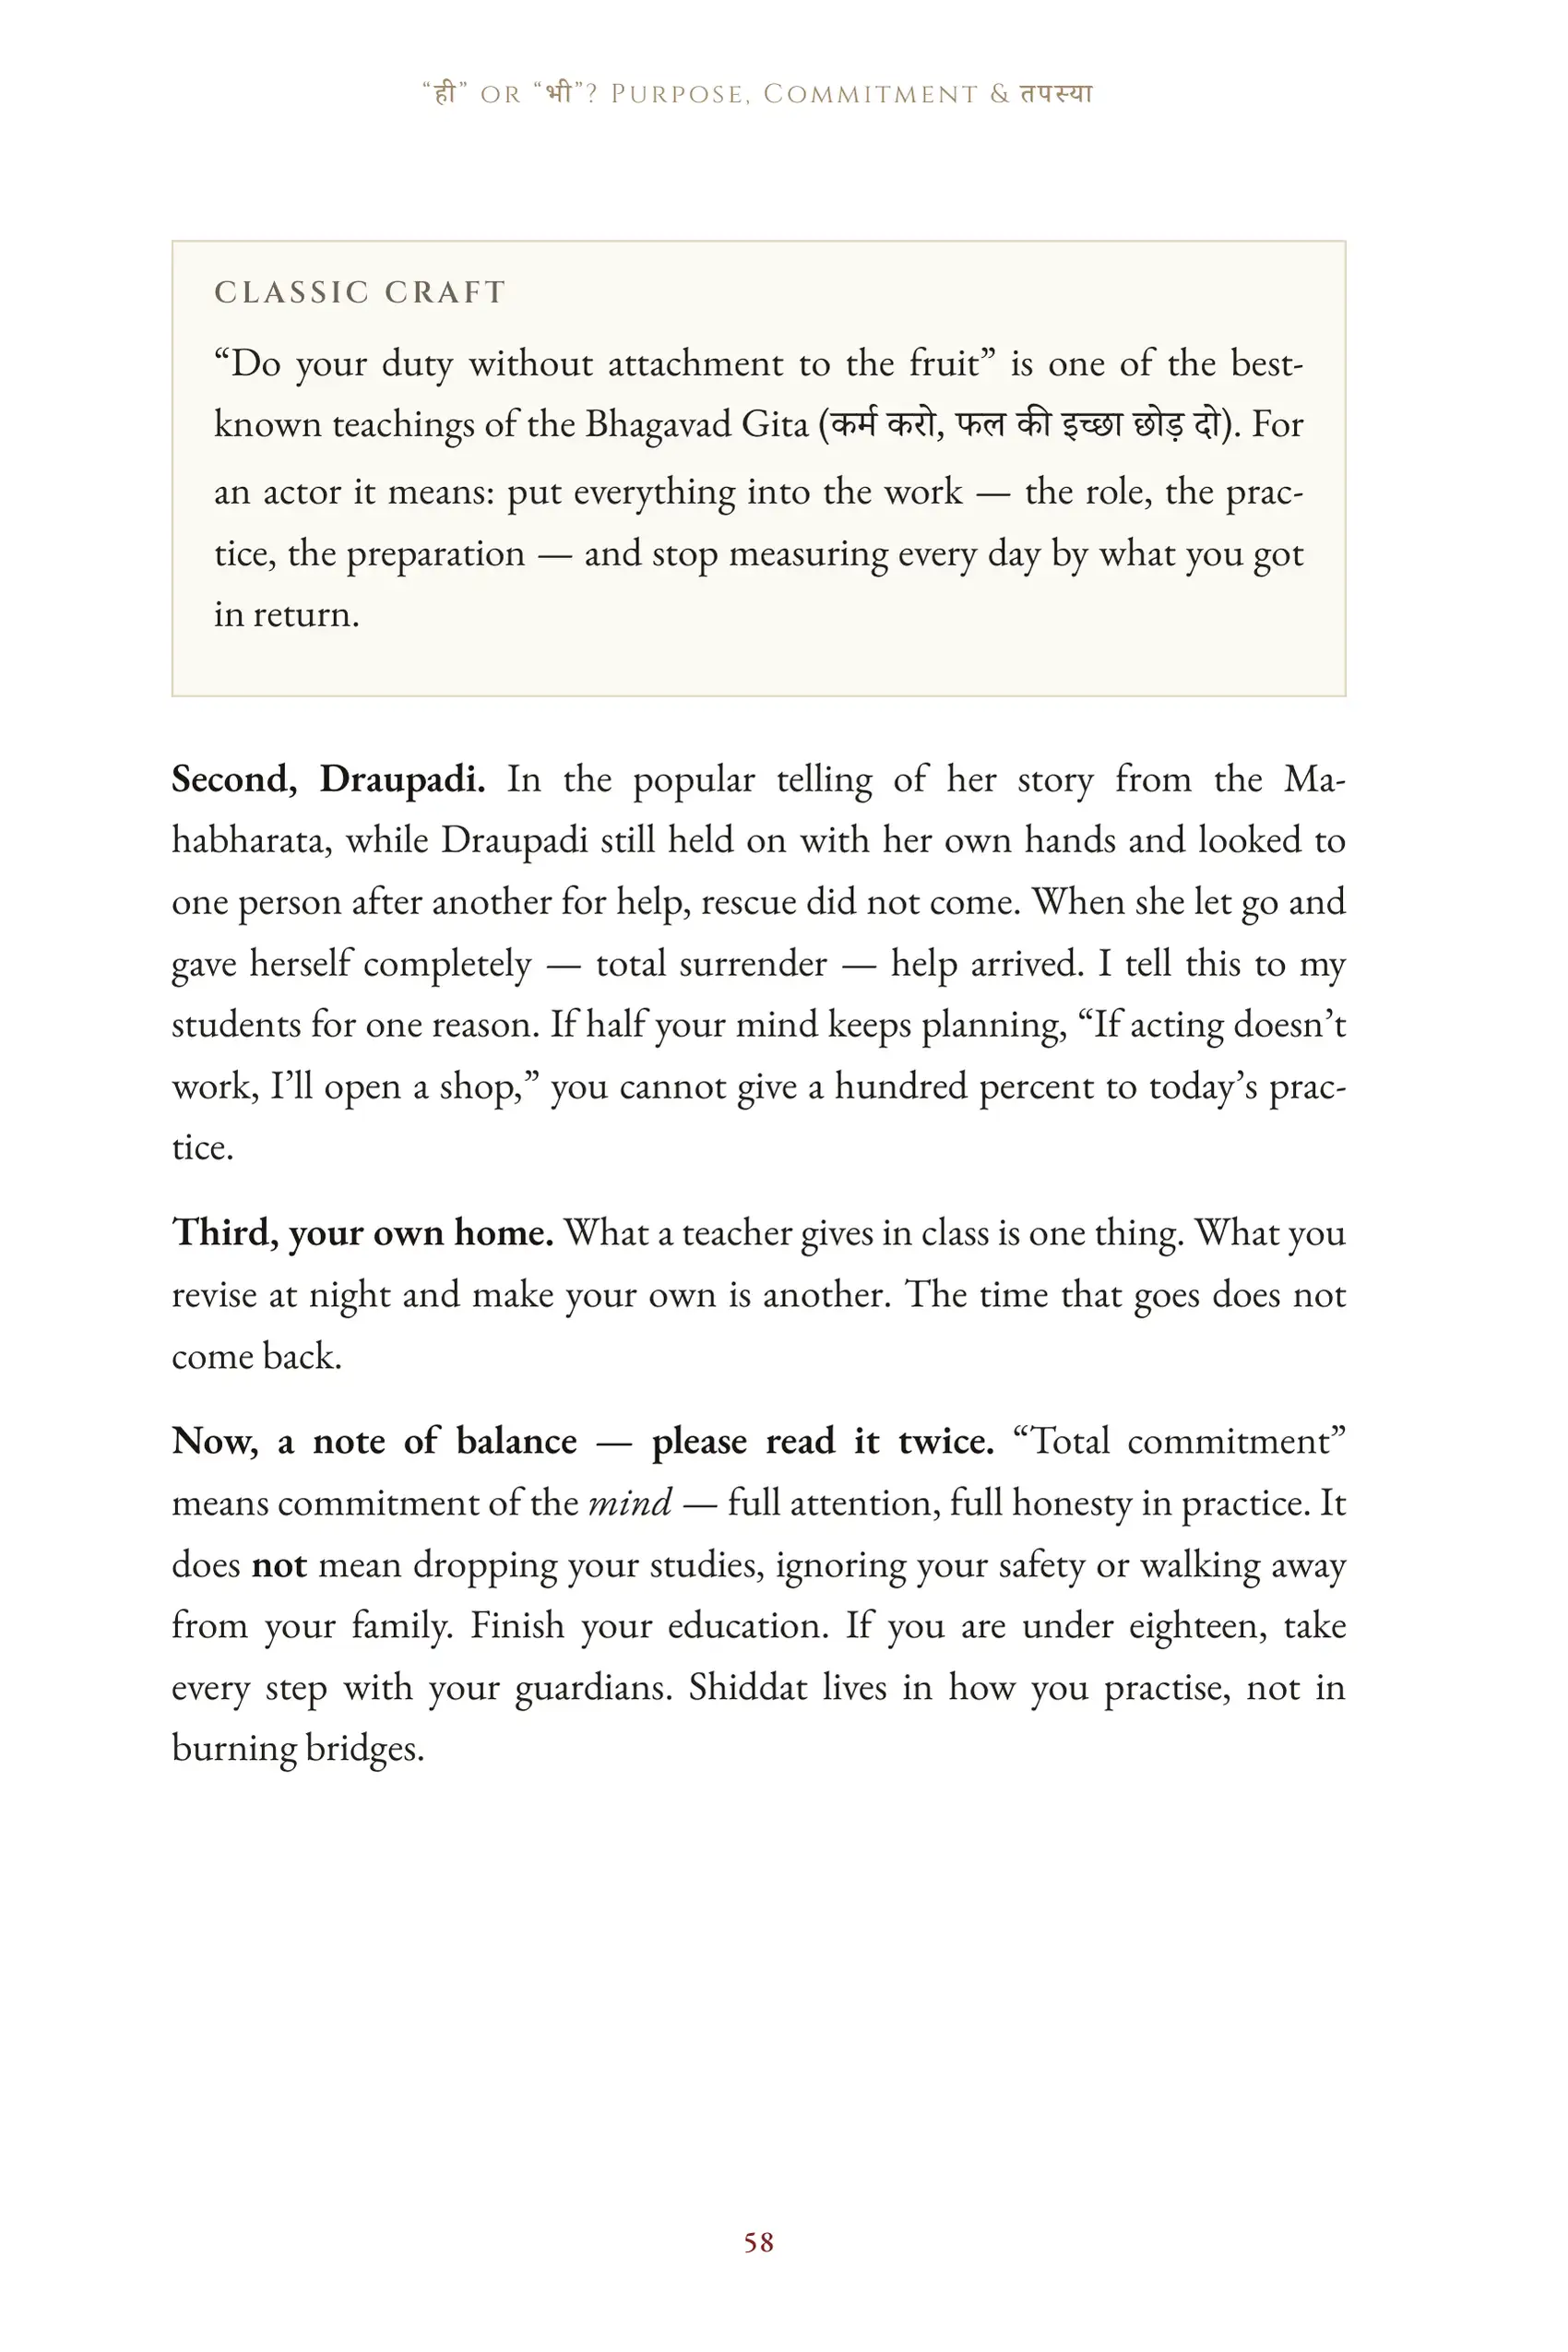 “ही” or “भी”? Purpose, Commitment & तपस्या
CLASSIC CRAFT
“Do your duty without attachment to the fruit” is one of the best-
known teachings of the Bhagavad Gita (कर्म करो, फल की इच्छा छोड़ दो). For
an actor it means: put everything into the work — the role, the prac-
tice, the preparation — and stop measuring every day by what you got
in return.
Second, Draupadi. In the popular telling of her story from the Ma-
habharata, while Draupadi still held on with her own hands and looked to
one person after another for help, rescue did not come. When she let go and
gave herself completely — total surrender — help arrived. I tell this to my
students for one reason. If half your mind keeps planning, “If acting doesn’t
work, I’ll open a shop,” you cannot give a hundred percent to today’s prac-
tice.
Third, your own home. What a teacher gives in class is one thing. What you
revise at night and make your own is another. The time that goes does not
come back.
Now, a note of balance — please read it twice. “Total commitment”
means commitment of the mind — full attention, full honesty in practice. It
does not mean dropping your studies, ignoring your safety or walking away
from your family. Finish your education. If you are under eighteen, take
every step with your guardians. Shiddat lives in how you practise, not in
burning bridges.
58